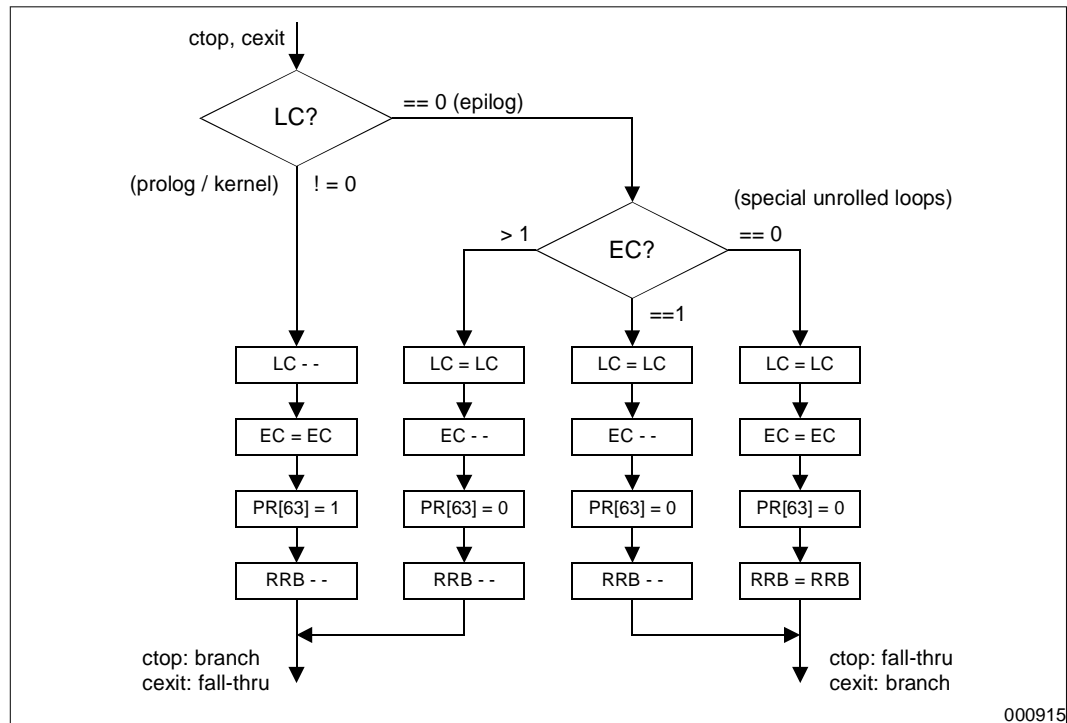 ctop, cexit
LC?
== 0 (epilog)
(prolog / kernel)
! = 0
(special unrolled loops)
> 1
EC?
== 0
==1
LC - -
LC = LC
LC = LC
LC = LC
EC = EC
EC - -
EC - -
EC = EC
PR[63] = 1
PR[63] = 0
PR[63] = 0
PR[63] = 0
RRB - -
RRB - -
RRB - -
RRB = RRB
ctop: branch
cexit: fall-thru
ctop: fall-thru
cexit: branch
000915